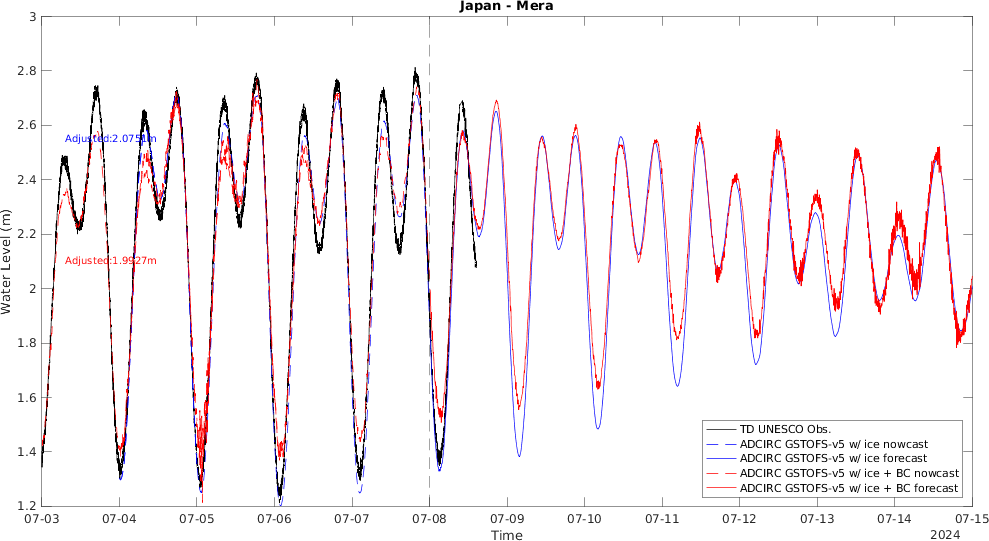 Japan - Mera
3
2.8
2.6
2.4
2.2
2
1.8
1.6
1.4
1.2
Water Level (m)
Adjusted:2.0751m
Adjusted:1.9927m
TD UNESCO Obs.
ADCIRC GSTOFS-v5 w/ ice nowcast
ADCIRC GSTOFS-v5 w/ ice forecast
ADCIRC GSTOFS-v5 w/ ice + BC nowcast
ADCIRC GSTOFS-v5 w/ ice + BC forecast
07-03 07-04 07-05 07-06 07-07 07-08 07-09 07-10 07-11 07-12 07-13 07-14 07-15
Time
2024